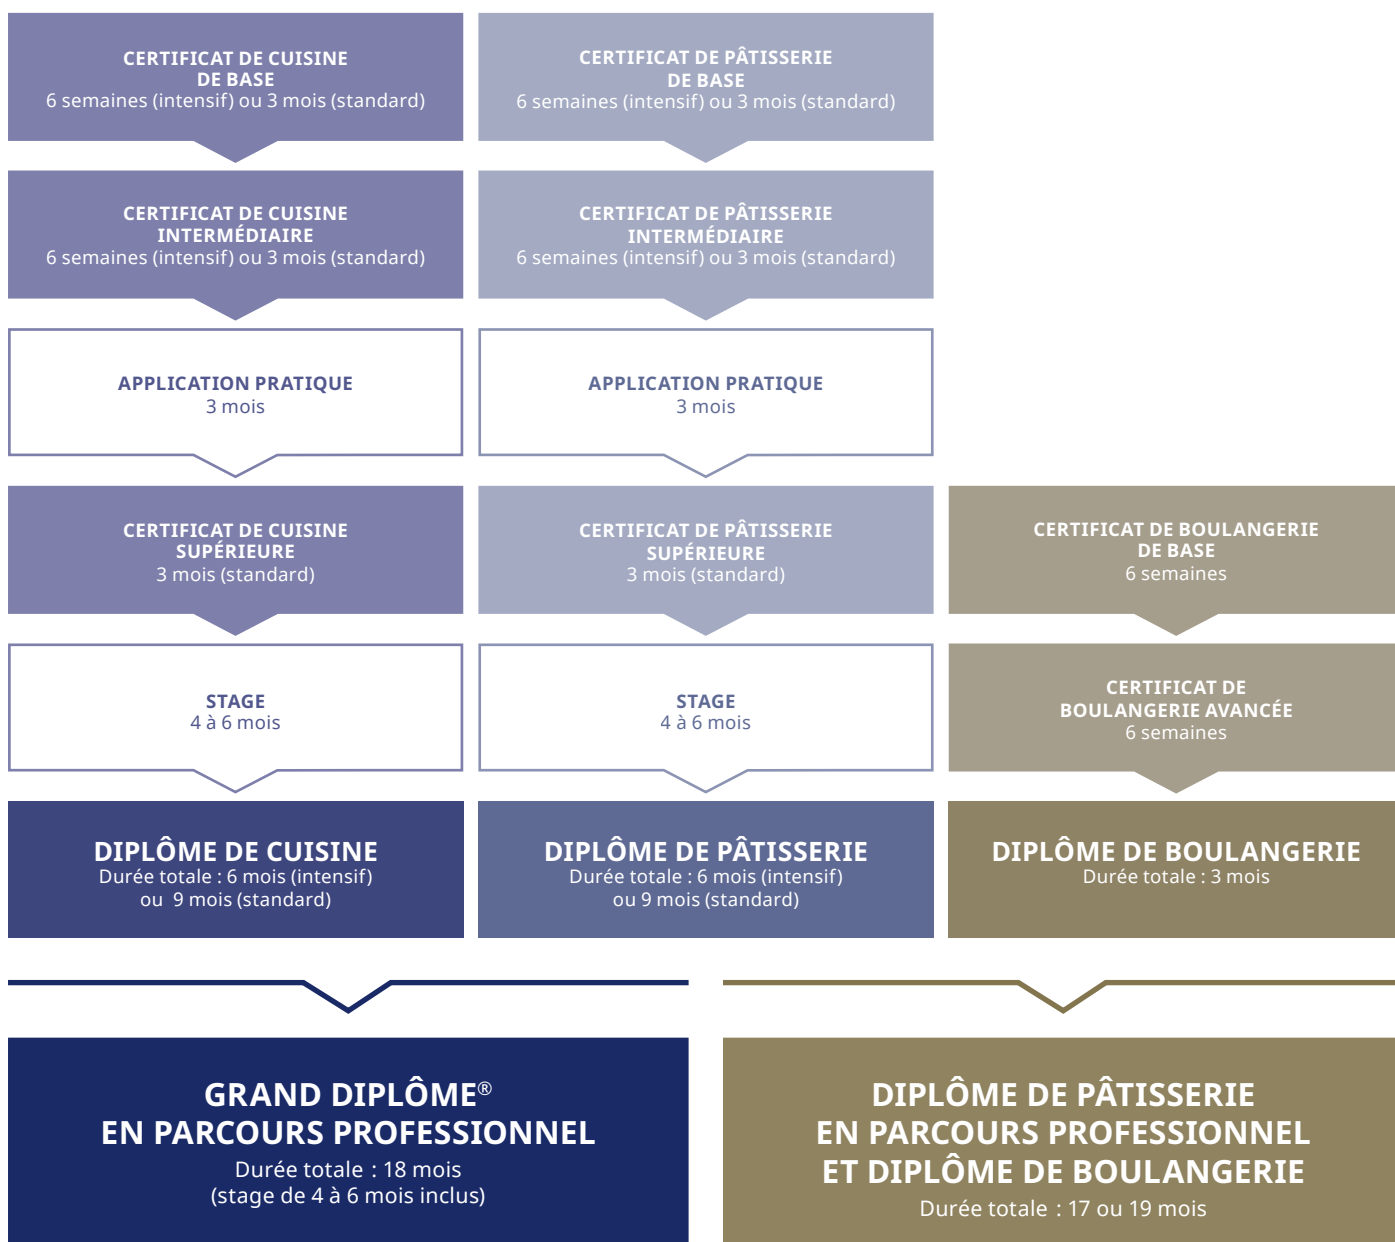 CERTIFICAT DE CUISINE
DE BASE
6 semaines (intensif) ou 3 mois (standard)
CERTIFICAT DE PÂTISSERIE
DE BASE
6 semaines (intensif) ou 3 mois (standard)
CERTIFICAT DE CUISINE
INTERMÉDIAIRE
6 semaines (intensif) ou 3 mois (standard)
CERTIFICAT DE PÂTISSERIE
INTERMÉDIAIRE
6 semaines (intensif) ou 3 mois (standard)
APPLICATION PRATIQUE
3 mois
APPLICATION PRATIQUE
3 mois
CERTIFICAT DE CUISINE
SUPÉRIEURE
3 mois (standard)
CERTIFICAT DE PÂTISSERIE
SUPÉRIEURE
3 mois (standard)
CERTIFICAT DE BOULANGERIE
DE BASE
6 semaines
STAGE
4 à 6 mois
STAGE
4 à 6 mois
CERTIFICAT DE
BOULANGERIE AVANCÉE
6 semaines
DIPLÔME DE CUISINE
Durée totale : 6 mois (intensif)
ou 9 mois (standard)
DIPLÔME DE PÂTISSERIE
Durée totale : 6 mois (intensif)
ou 9 mois (standard)
DIPLÔME DE BOULANGERIE
Durée totale : 3 mois
GRAND DIPLÔME®
EN PARCOURS PROFESSIONNEL
Durée totale : 18 mois
(stage de 4 à 6 mois inclus)
DIPLÔME DE PÂTISSERIE
EN PARCOURS PROFESSIONNEL
ET DIPLÔME DE BOULANGERIE
Durée totale : 17 ou 19 mois